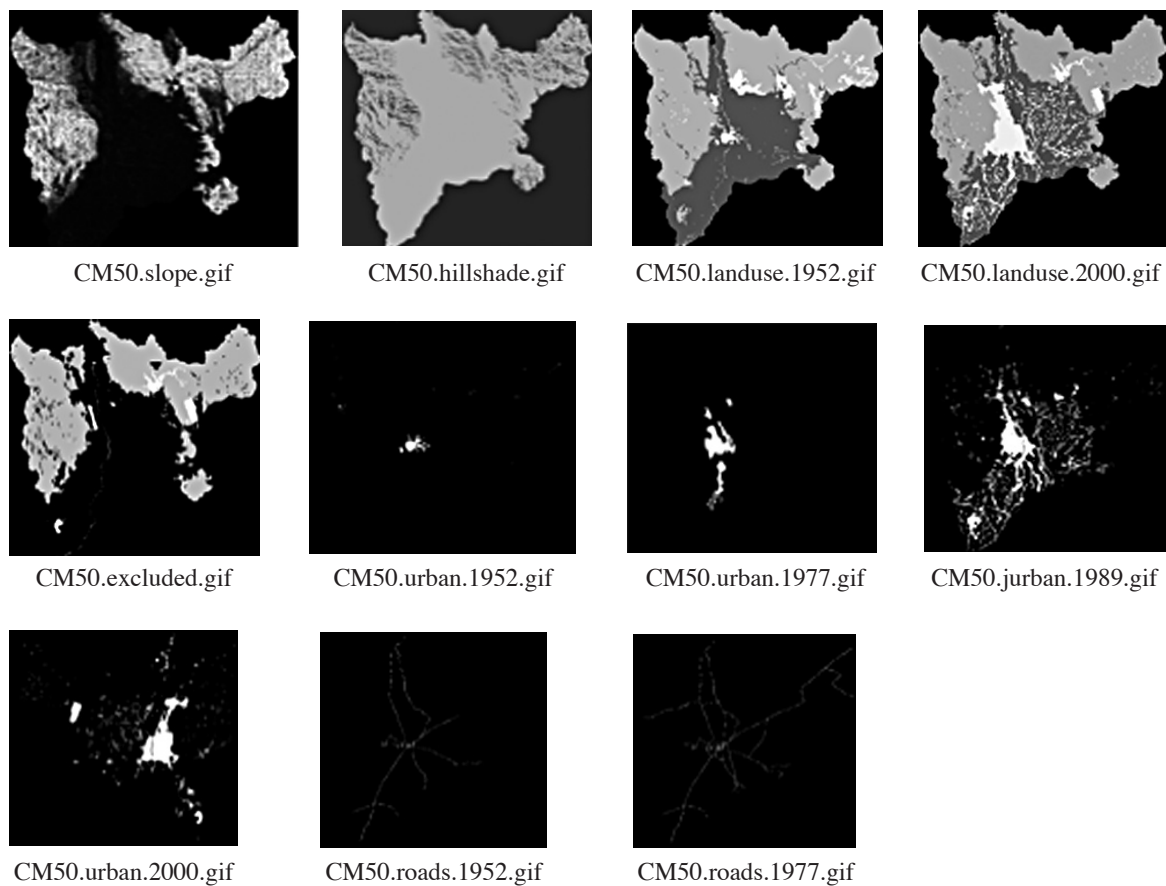 CM50.slope.gif
CM50.hillshade.gif
CM50.landuse.1952.gif
CM50.landuse.2000.gif
CM50.excluded.gif
CM50.urban.1952.gif
CM50.urban.1977.gif
CM50.jurban.1989.gif
CM50.urban.2000.gif
CM50.roads.1952.gif
CM50.roads.1977.gif